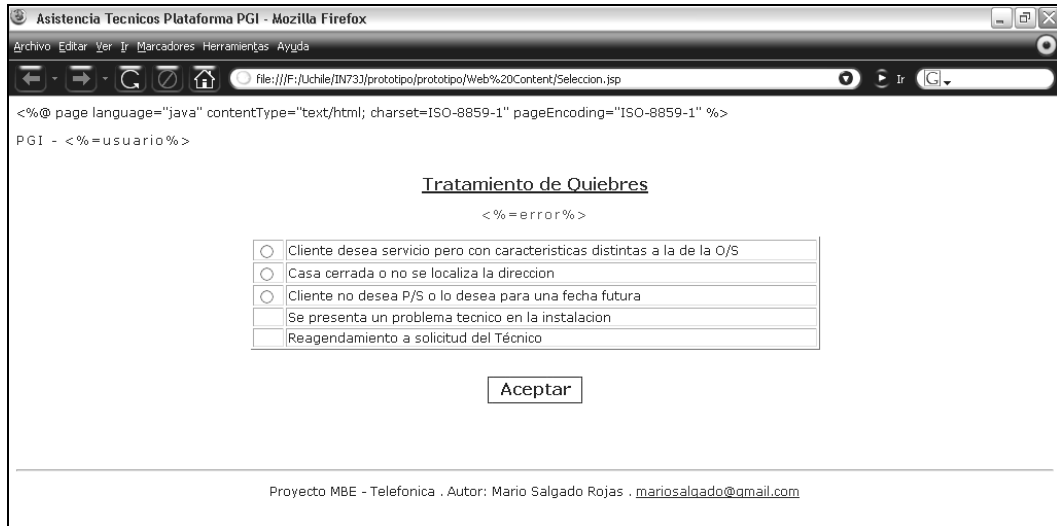 Asistencia Tecnicos Plataforma PGI - Mozilla Firefox
Archivo Editar Ver Ir Marcadores Herramientas Ayuda
file:///F:/Uchile/IN73J/prototipo/prototipo/Web%20Content/Seleccion.jsp Ir G
<%@ page language="java" contentType="text/html; charset=ISO-8859-1" pageEncoding="ISO-8859-1" %>
PGI - <%=usuario%>
Tratamiento de Quiebres
<%=error%>
Cliente desea servicio pero con caracteristicas distintas a la de la O/S
Casa cerrada o no se localiza la direccion
Cliente no desea P/S o lo desea para una fecha futura
Se presenta un problema tecnico en la instalacion
Reagendamiento a solicitud del Técnico
Aceptar
Proyecto MBE - Telefonica . Autor: Mario Salgado Rojas . mariosalgado@gmail.com